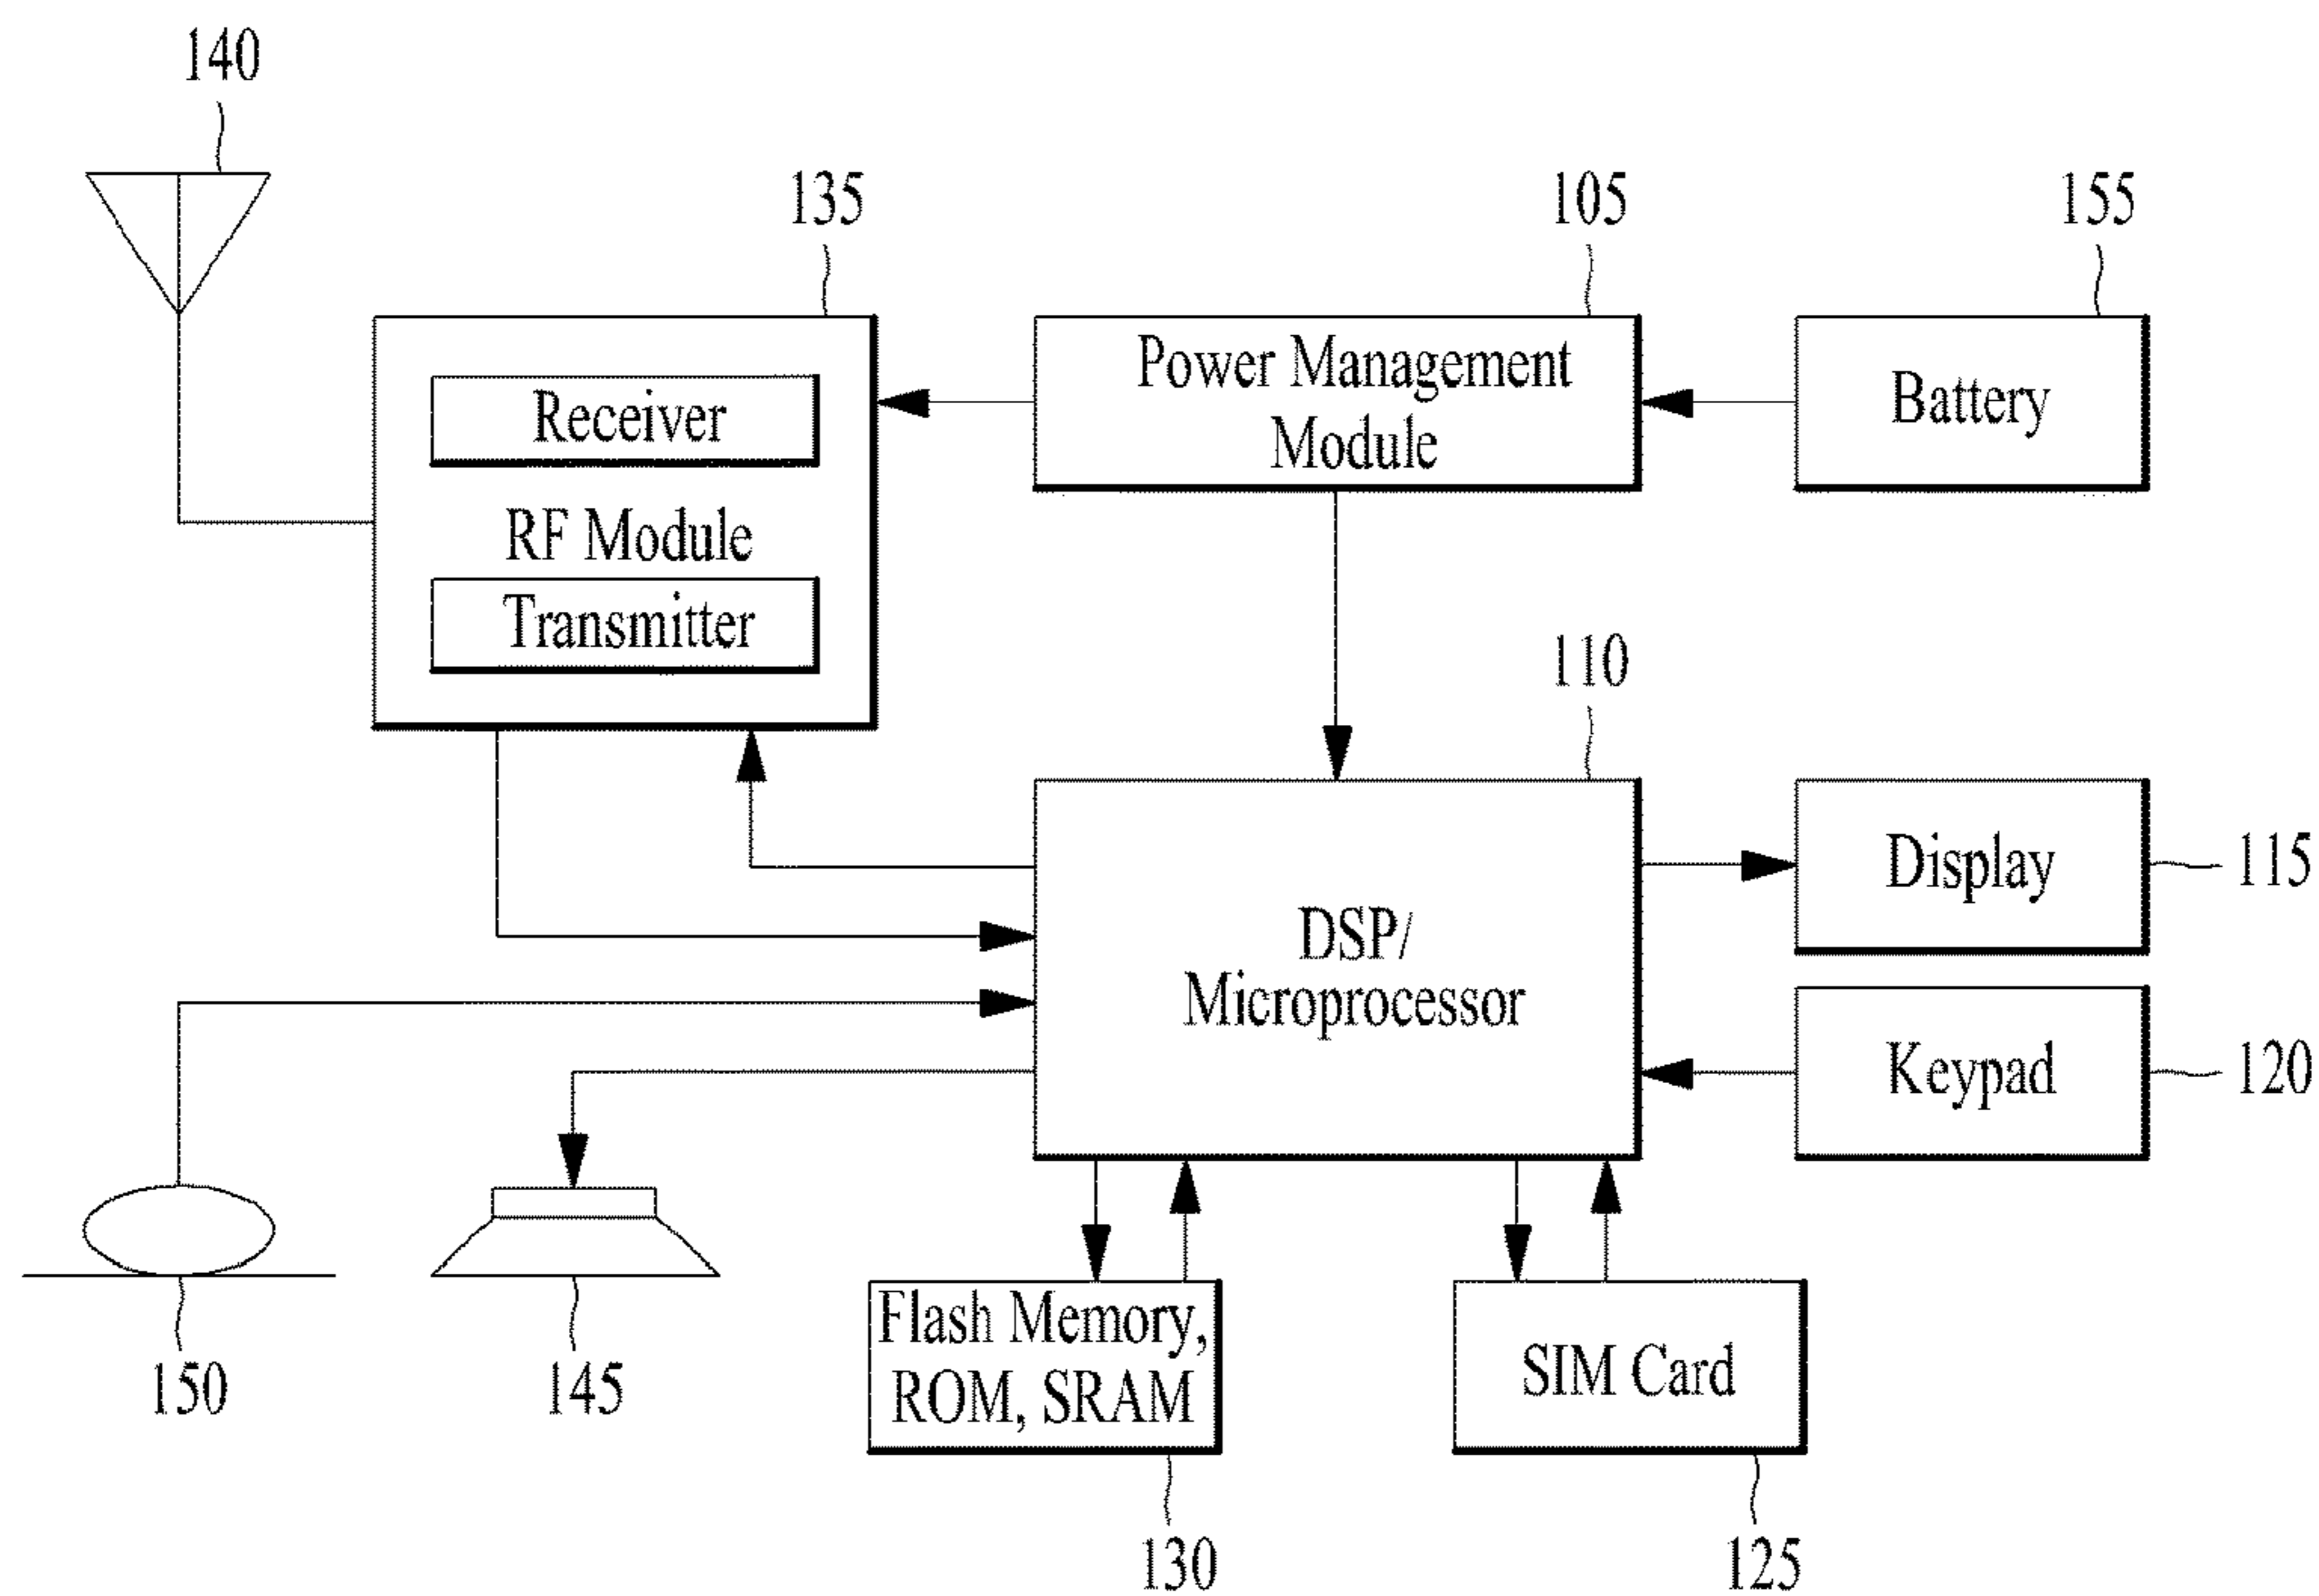 140
135
105
155
Receiver
RF Module
Transmitter
Power Management
Module
Battery
110
DSP/
Microprocessor
Display
115
Keypad
120
150
145
Flash Memory,
ROM, SRAM
SIM Card
130
125